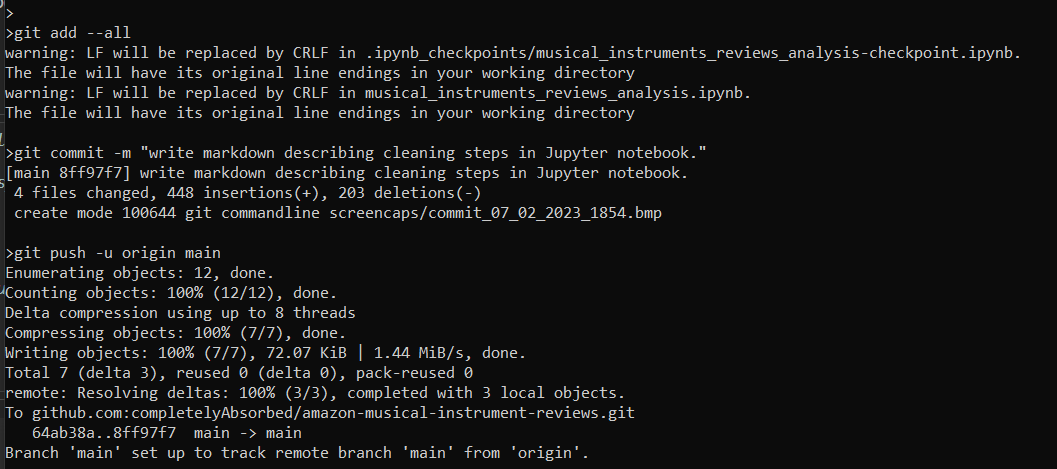 >
>git add --all
warning: LF will be replaced by CRLF in .ipynb_checkpoints/musical_instruments_reviews_analysis-checkpoint.ipynb.
The file will have its original line endings in your working directory
warning: LF will be replaced by CRLF in musical_instruments_reviews_analysis.ipynb.
The file will have its original line endings in your working directory

>git commit -m "write markdown describing cleaning steps in Jupyter notebook."
[main 8ff97f7] write markdown describing cleaning steps in Jupyter notebook.
 4 files changed, 448 insertions(+), 203 deletions(-)
 create mode 100644 git commandline screencaps/commit_07_02_2023_1854.bmp

>git push -u origin main
Enumerating objects: 12, done.
Counting objects: 100% (12/12), done.
Delta compression using up to 8 threads
Compressing objects: 100% (7/7), done.
Writing objects: 100% (7/7), 72.07 KiB | 1.44 MiB/s, done.
Total 7 (delta 3), reused 0 (delta 0), pack-reused 0
remote: Resolving deltas: 100% (3/3), completed with 3 local objects.
To github.com:completelyAbsorbed/amazon-musical-instrument-reviews.git
   64ab38a..8ff97f7  main -> main
Branch 'main' set up to track remote branch 'main' from 'origin'.